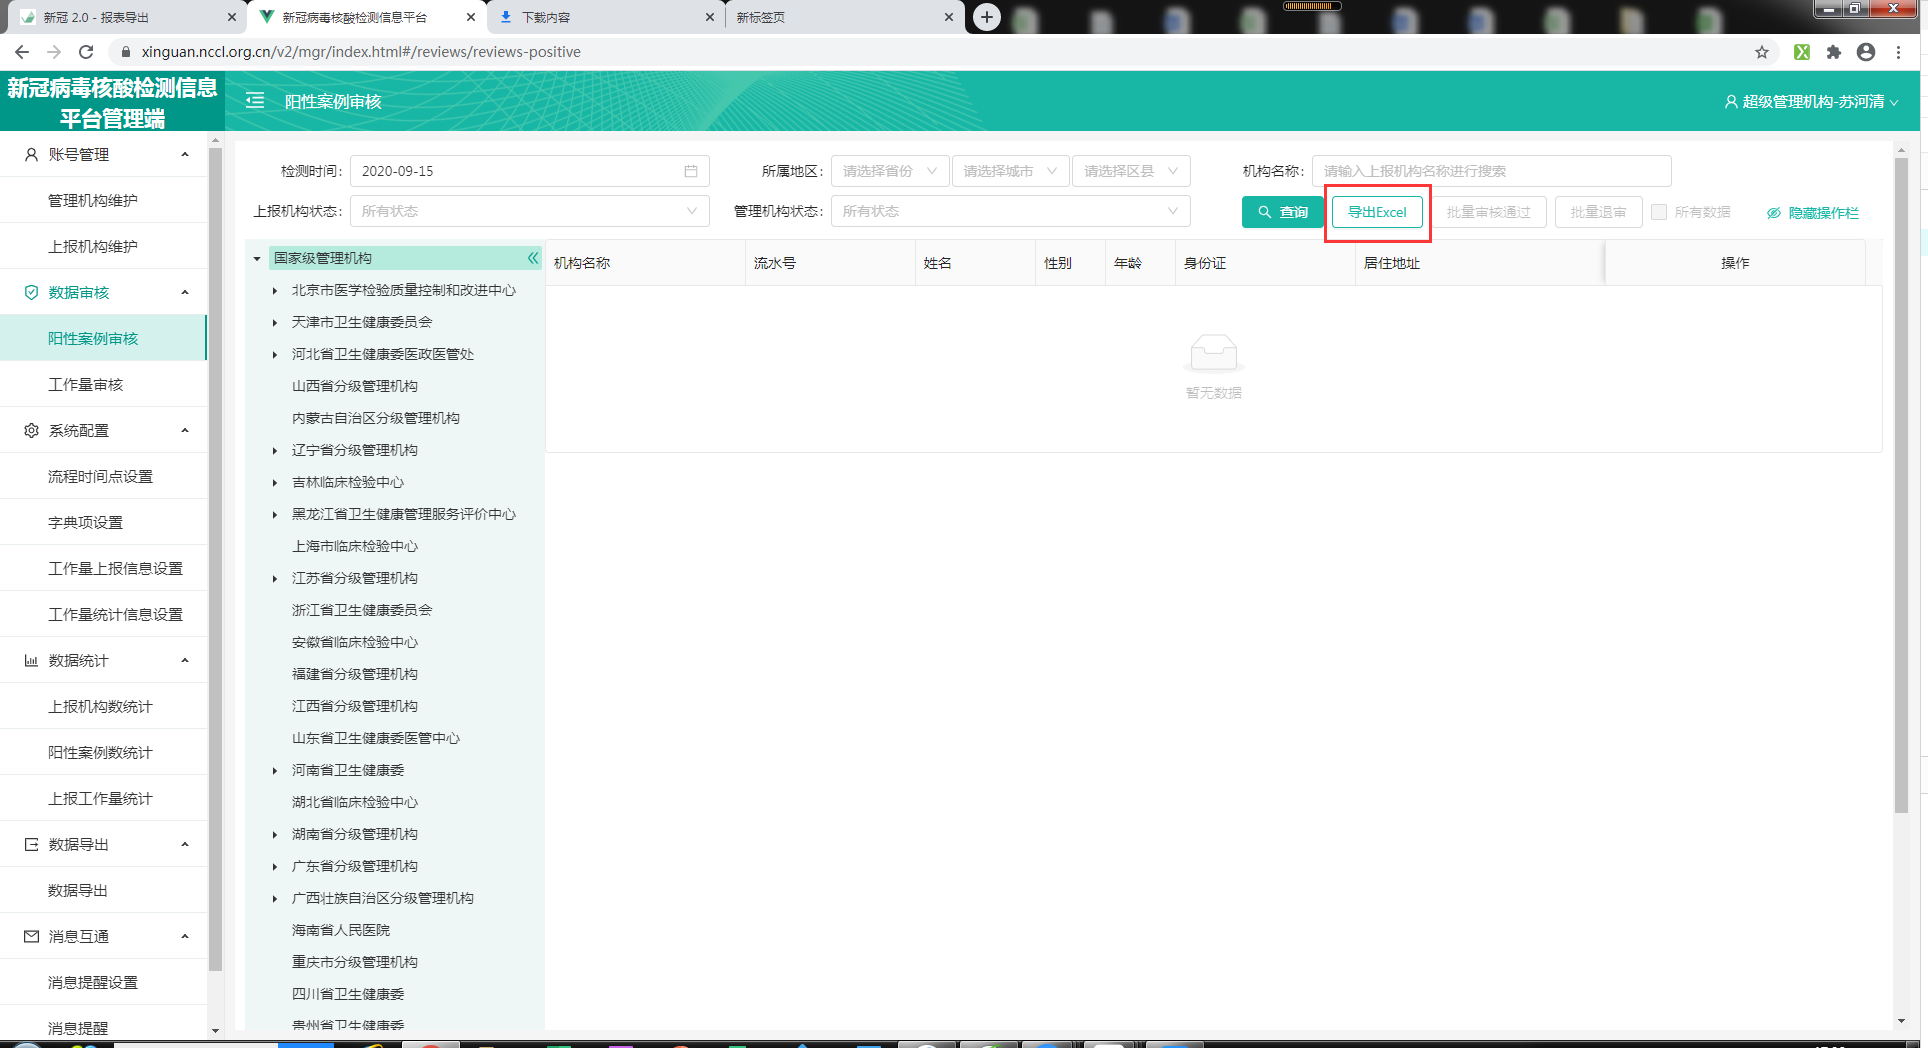 新冠 2.0 - 报表导出
新冠病毒核酸检测信息平台
下载内容
新标签页
xinguan.nccl.org.cn/v2/mgr/index.html#/reviews/reviews-positive
新冠病毒核酸检测信息
平台管理端
阳性案例审核
超级管理机构-苏河清
账号管理
管理机构维护
上报机构维护
数据审核
阳性案例审核
工作量审核
系统配置
流程时间点设置
字典项设置
工作量上报信息设置
工作量统计信息设置
数据统计
上报机构数统计
阳性案例数统计
上报工作量统计
数据导出
数据导出
消息互通
消息提醒设置
消息提醒
检测时间: 2020-09-15
所属地区: 请选择省份 请选择城市 请选择区县
机构名称: 请输入上报机构名称进行搜索
上报机构状态: 所有状态
管理机构状态: 所有状态
查询 导出Excel 批量审核通过 批量退审 所有数据 隐藏操作栏
国家级管理机构
北京市医学检验质量控制和改进中心
天津市卫生健康委员会
河北省卫生健康委医政医管处
山西省分级管理机构
内蒙古自治区分级管理机构
辽宁省分级管理机构
吉林临床检验中心
黑龙江省卫生健康管理服务评价中心
上海市临床检验中心
江苏省分级管理机构
浙江省卫生健康委员会
安徽省临床检验中心
福建省分级管理机构
江西省分级管理机构
山东省卫生健康委医管中心
河南省卫生健康委
湖北省临床检验中心
湖南省分级管理机构
广东省分级管理机构
广西壮族自治区分级管理机构
海南省人民医院
重庆市分级管理机构
四川省卫生健康委
贵州省卫生健康委
机构名称 流水号 姓名 性别 年龄 身份证 居住地址 操作
暂无数据